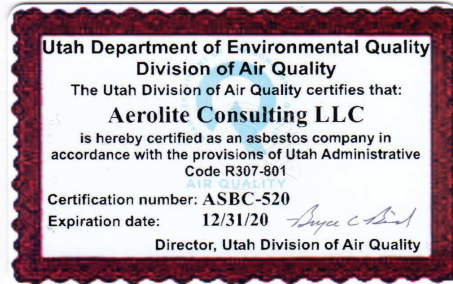 Utah Department of Environmental Quality
Division of Air Quality
The Utah Division of Air Quality certifies that:
Aerolite Consulting LLC
is hereby certified as an asbestos company in
accordance with the provisions of Utah Administrative
Code R307-801
AIR QUALITY
Certification number: ASBC-520
Expiration date: 12/31/20
Director, Utah Division of Air Quality